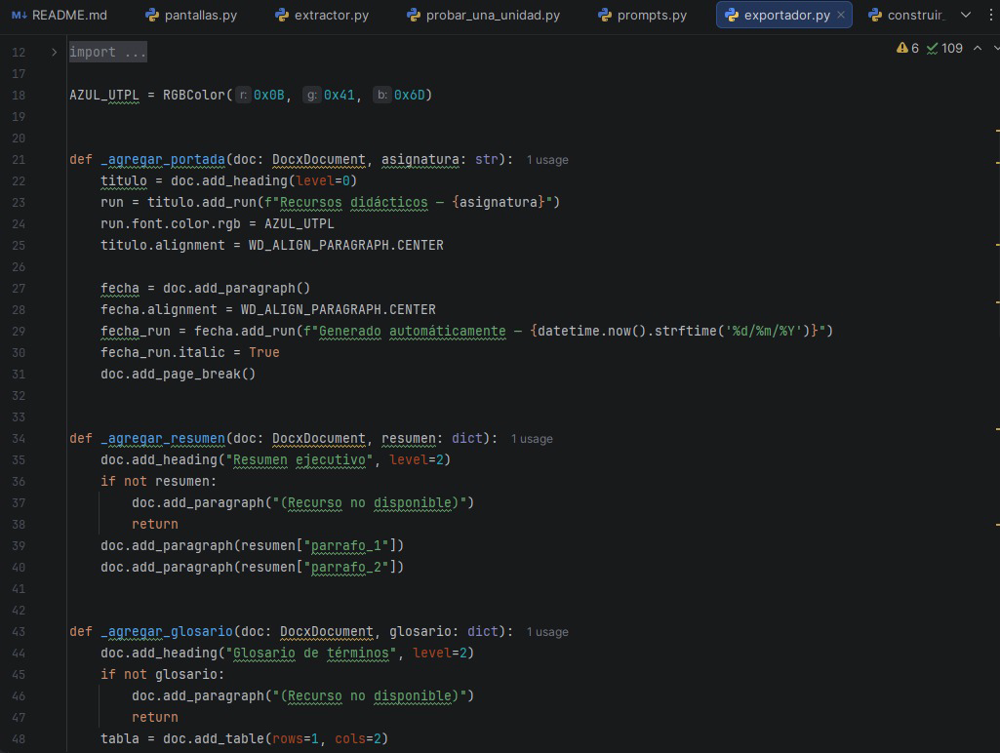 README.md pantallas.py extractor.py probar_una_unidad.py prompts.py exportador.py construir_
6 109
12 import ...
17
18 AZUL_UTPL = RGBColor( r: 0x0B, g: 0x41, b: 0x6D)
19
20
21 def _agregar_portada(doc: DocxDocument, asignatura: str): 1 usage
22 titulo = doc.add_heading(level=0)
23 run = titulo.add_run(f"Recursos didácticos — {asignatura}")
24 run.font.color.rgb = AZUL_UTPL
25 titulo.alignment = WD_ALIGN_PARAGRAPH.CENTER
26
27 fecha = doc.add_paragraph()
28 fecha.alignment = WD_ALIGN_PARAGRAPH.CENTER
29 fecha_run = fecha.add_run(f"Generado automáticamente — {datetime.now().strftime('%d/%m/%Y')}")
30 fecha_run.italic = True
31 doc.add_page_break()
32
33
34 def _agregar_resumen(doc: DocxDocument, resumen: dict): 1 usage
35 doc.add_heading("Resumen ejecutivo", level=2)
36 if not resumen:
37 doc.add_paragraph("(Recurso no disponible)")
38 return
39 doc.add_paragraph(resumen["parrafo_1"])
40 doc.add_paragraph(resumen["parrafo_2"])
41
42
43 def _agregar_glosario(doc: DocxDocument, glosario: dict): 1 usage
44 doc.add_heading("Glosario de términos", level=2)
45 if not glosario:
46 doc.add_paragraph("(Recurso no disponible)")
47 return
48 tabla = doc.add_table(rows=1, cols=2)